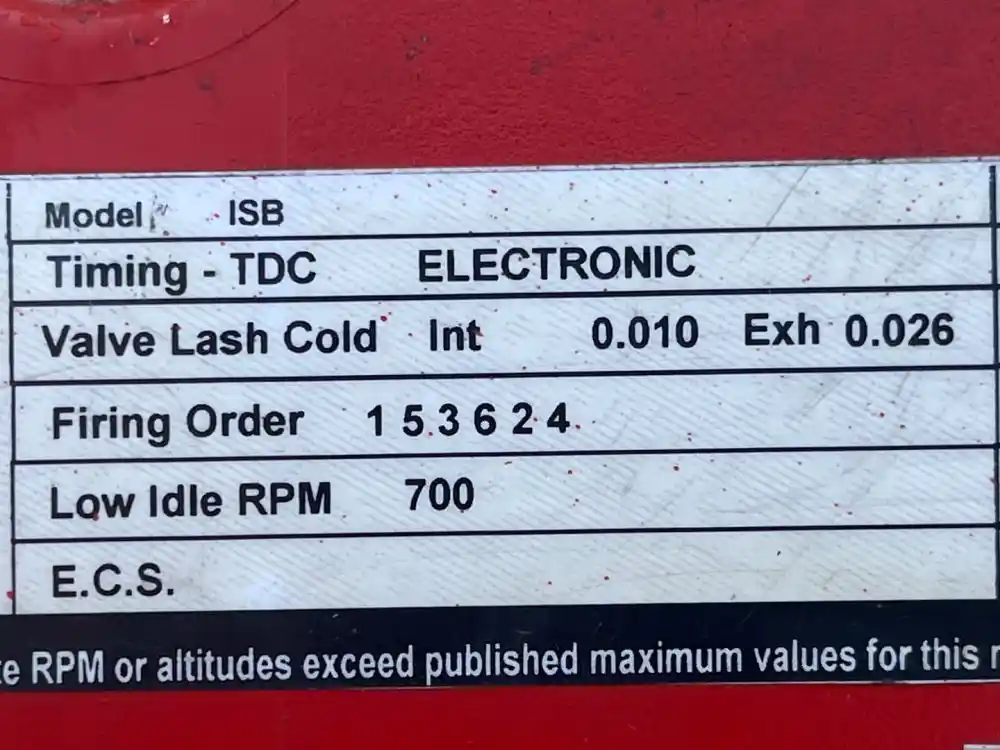 Model ISB
Timing - TDC ELECTRONIC
Valve Lash Cold Int 0.010 Exh 0.026
Firing Order 1 5 3 6 2 4
Low Idle RPM 700
E.C.S.
RPM or altitudes exceed published maximum values for this